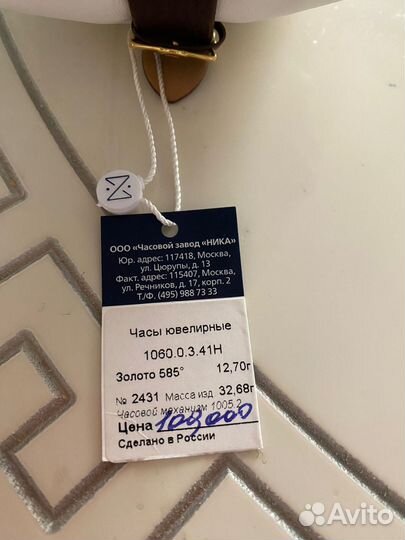 ООО «Часовой завод «НИКА»
Юр. адрес: 117418, Москва,
ул. Цюрупы, д. 13
Факт. адрес: 115407, Москва,
ул. Речников, д. 17, корп. 2
Т/Ф. (495) 988 73 33
Часы ювелирные
1060.0.3.41Н
Золото 585° 12,70г
№ 2431 Масса изд 32,68г
Часовой механизм 1005.2
Цена 109,000
Сделано в России
Avito